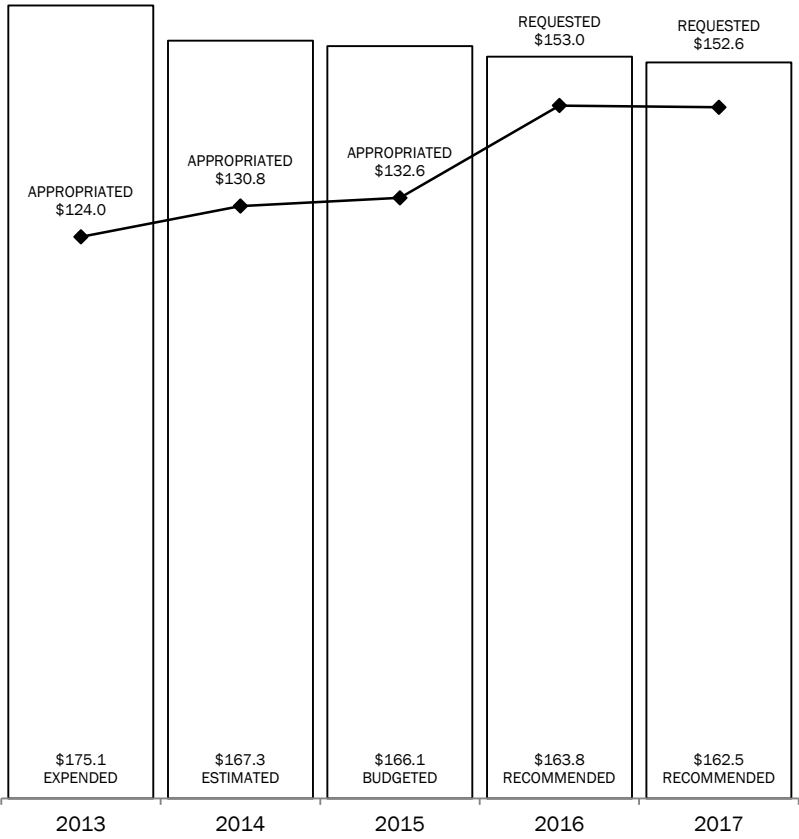 REQUESTED
$153.0
REQUESTED
$152.6
APPROPRIATED
$132.6
APPROPRIATED
$130.8
APPROPRIATED
$124.0
$175.1
EXPENDED
$167.3
ESTIMATED
$166.1
BUDGETED
$163.8
RECOMMENDED
$162.5
RECOMMENDED
2013
2014
2015
2016
2017